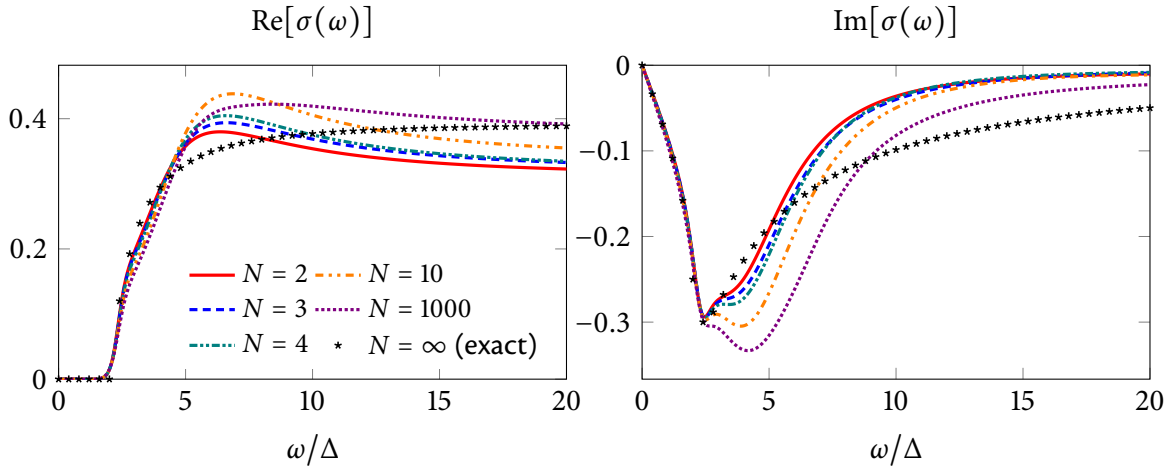 Re[σ(ω)]
0.4
0.2
0
0 5 10 15 20
ω/Δ
N = 2
N = 3
N = 4
N = 10
N = 1000
N = ∞ (exact)
Im[σ(ω)]
0
−0.1
−0.2
−0.3
0 5 10 15 20
ω/Δ